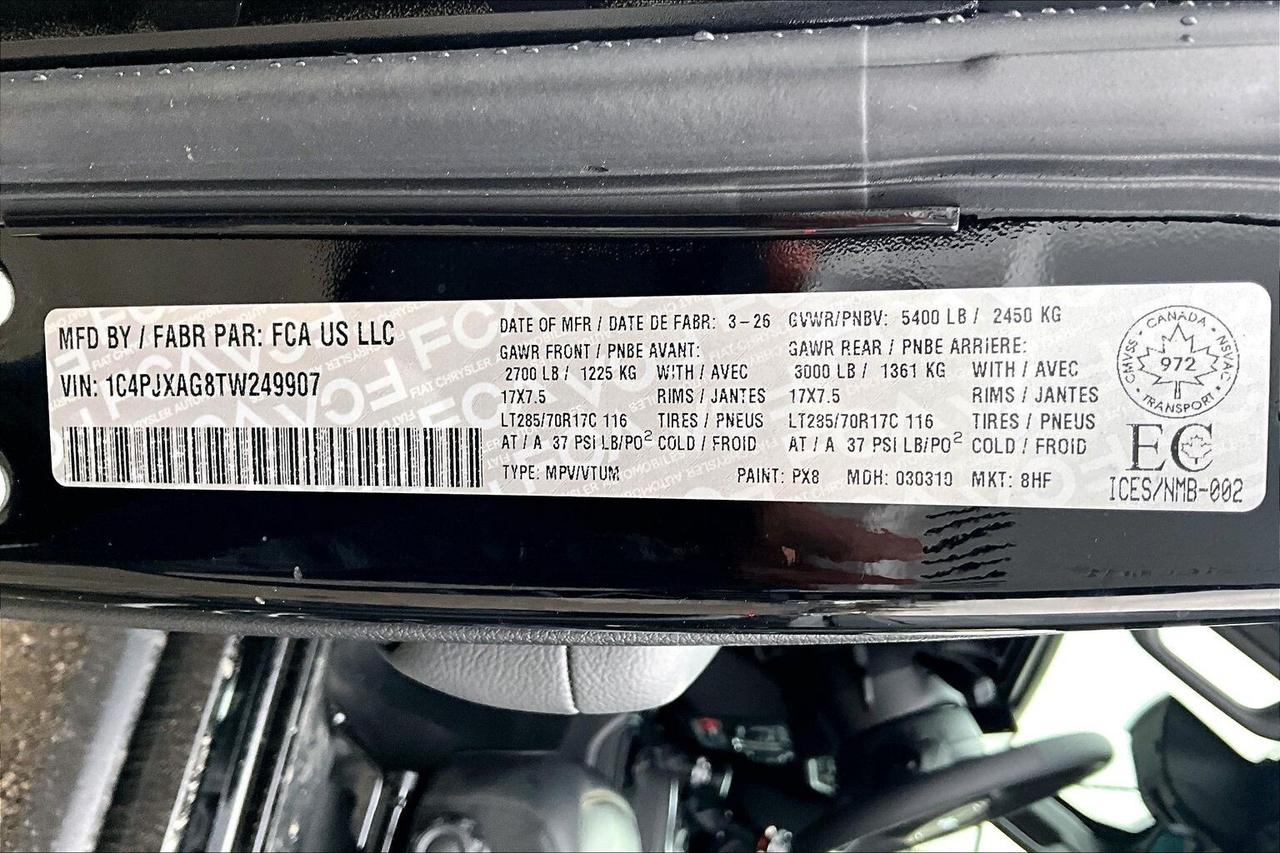 MFD BY / FABR PAR: FCA US LLC
VIN: 1C4PJXAG8TW249907
DATE OF MFR / DATE DE FABR: 3-26
GVWR/PNBV: 5400 LB / 2450 KG
GAWR FRONT / PNBE AVANT:
2700 LB / 1225 KG WITH / AVEC
17X7.5 RIMS / JANTES
LT285/70R17C 116 TIRES / PNEUS
AT / A 37 PSI LB/PO² COLD / FROID
GAWR REAR / PNBE ARRIERE:
3000 LB / 1361 KG WITH / AVEC
17X7.5 RIMS / JANTES
LT285/70R17C 116 TIRES / PNEUS
AT / A 37 PSI LB/PO² COLD / FROID
TYPE: MPV/VTUM PAINT: PX8 MDH: 030310 MKT: 8HF
CANADA
CMVSS
972
NSVAC
TRANSPORT
EC
ICES/NMB-002